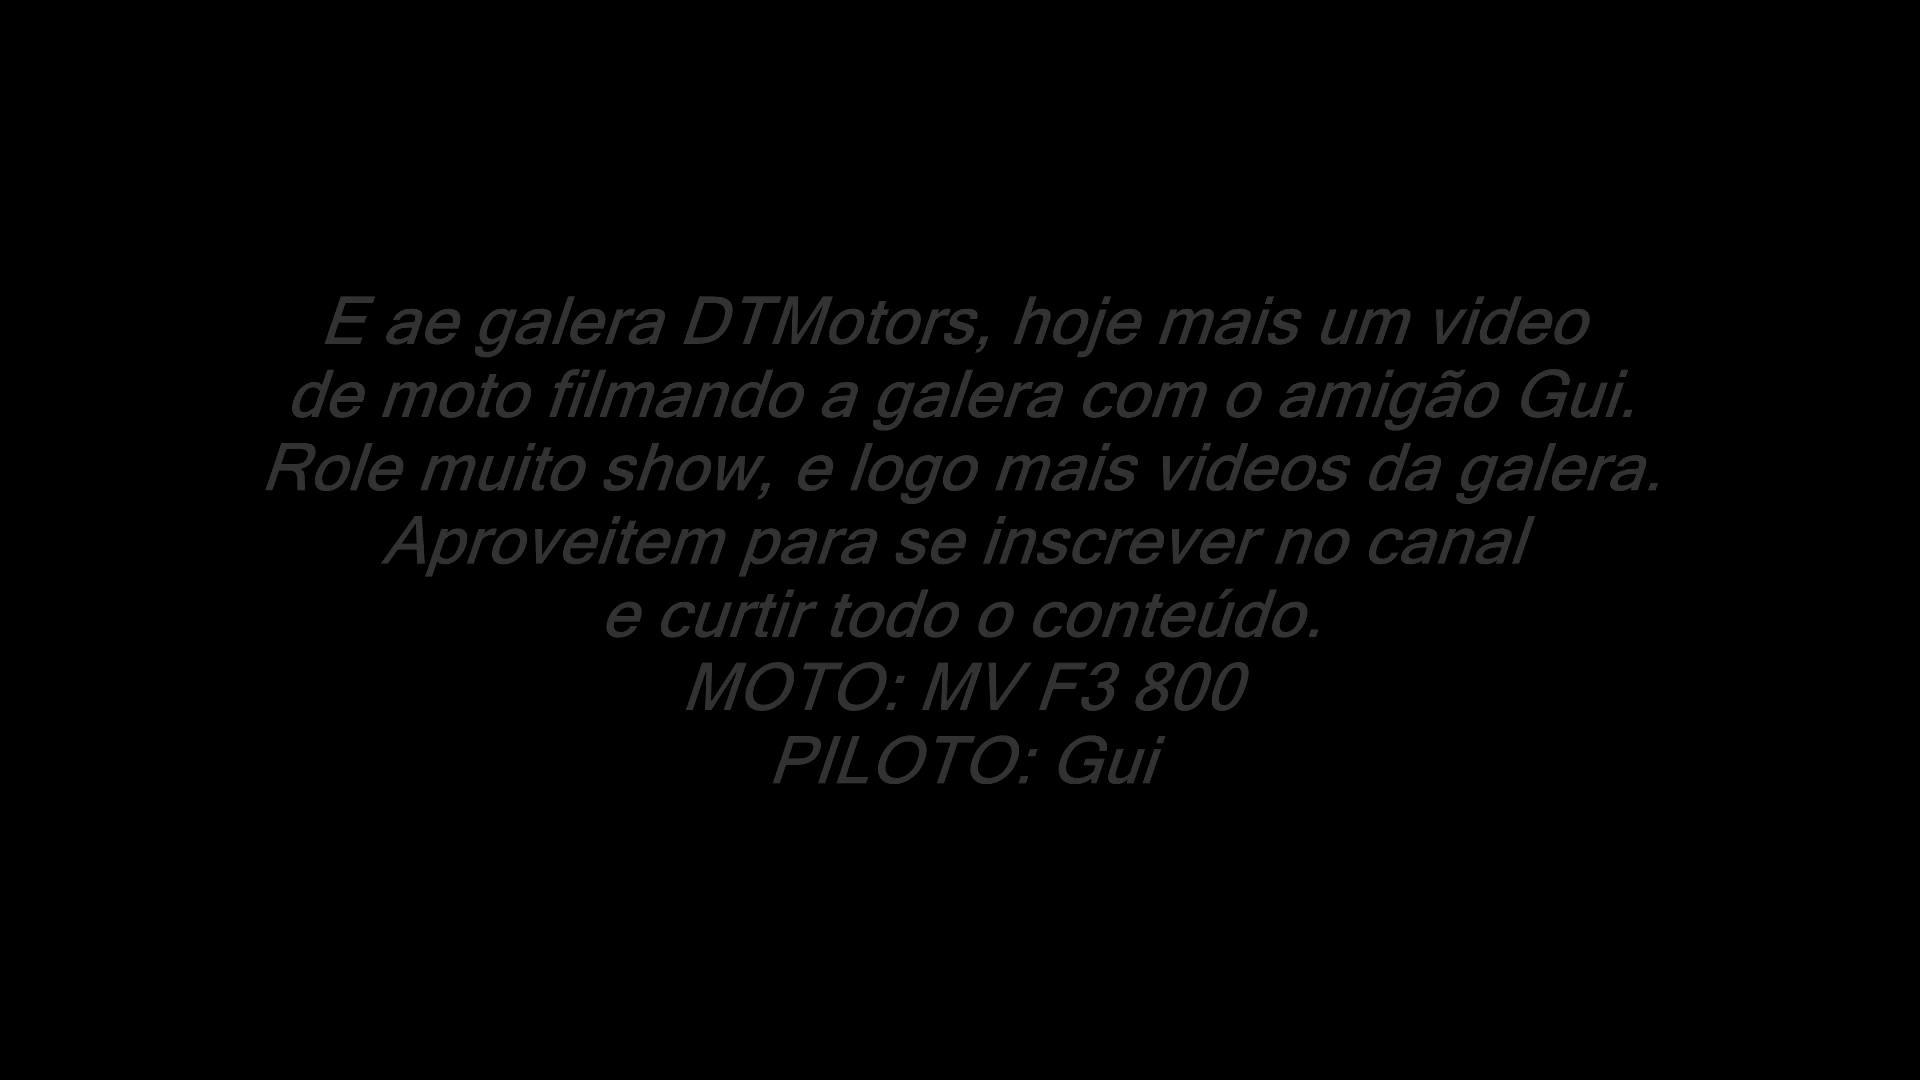 E ae galera DTMotors, hoje mais um video
de moto filmando a galera com o amigão Gui.
Role muito show, e logo mais videos da galera.
Aproveitem para se inscrever no canal
e curtir todo o conteúdo.
MOTO: MV F3 800
PILOTO: Gui